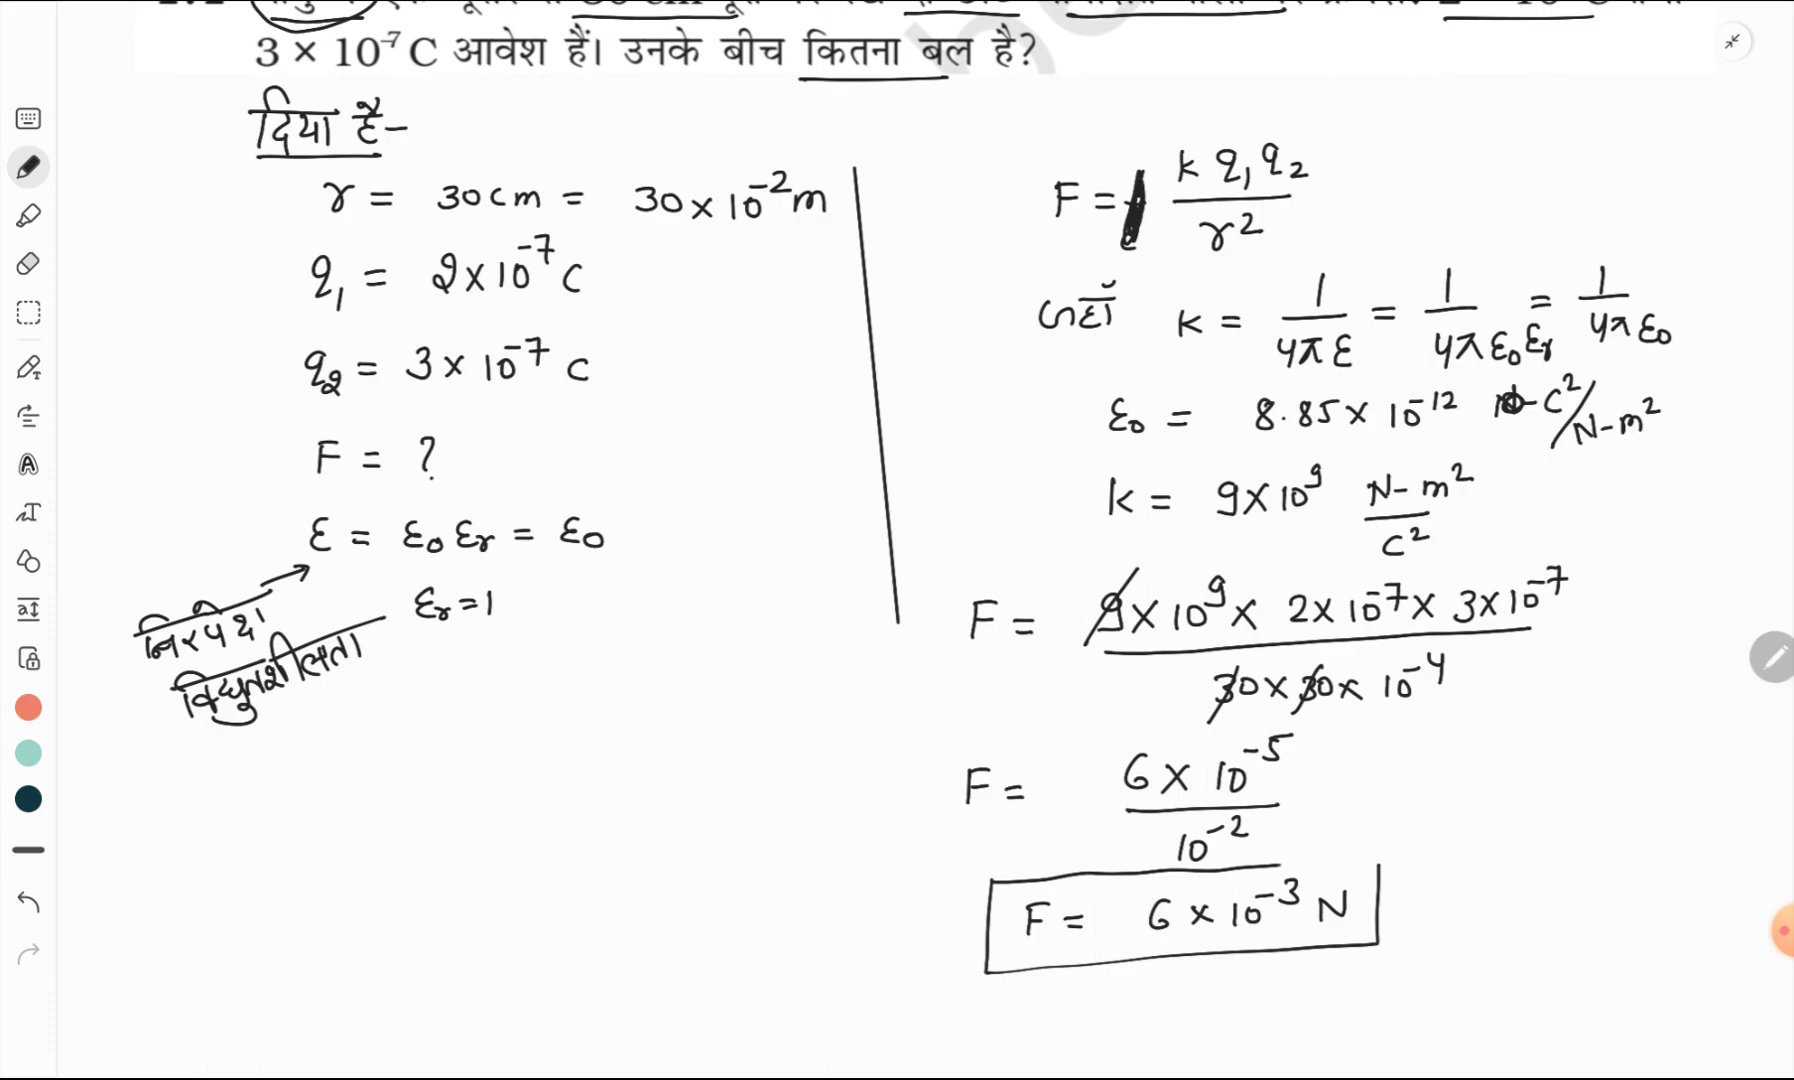 3 × 10⁻⁷ C आवेश हैं। उनके बीच कितना बल है?
दिया है-
r = 30cm = 30×10⁻² m
q₁ = 2×10⁻⁷ C
q₂ = 3×10⁻⁷ C
F = ?
ε = ε₀ εᵣ = ε₀
εᵣ=1
विद्युतशीलता
F = k q₁ q₂ / r²
जहाँ k = 1/4πε = 1/4πε₀εᵣ = 1/4πε₀
ε₀ = 8.85×10⁻¹² C²/N-m²
k = 9×10⁹ N-m²/C²
F = 9×10⁹× 2×10⁻⁷× 3×10⁻⁷
30×30×10⁻⁴
F = 6×10⁻⁵
10⁻²
F = 6×10⁻³ N